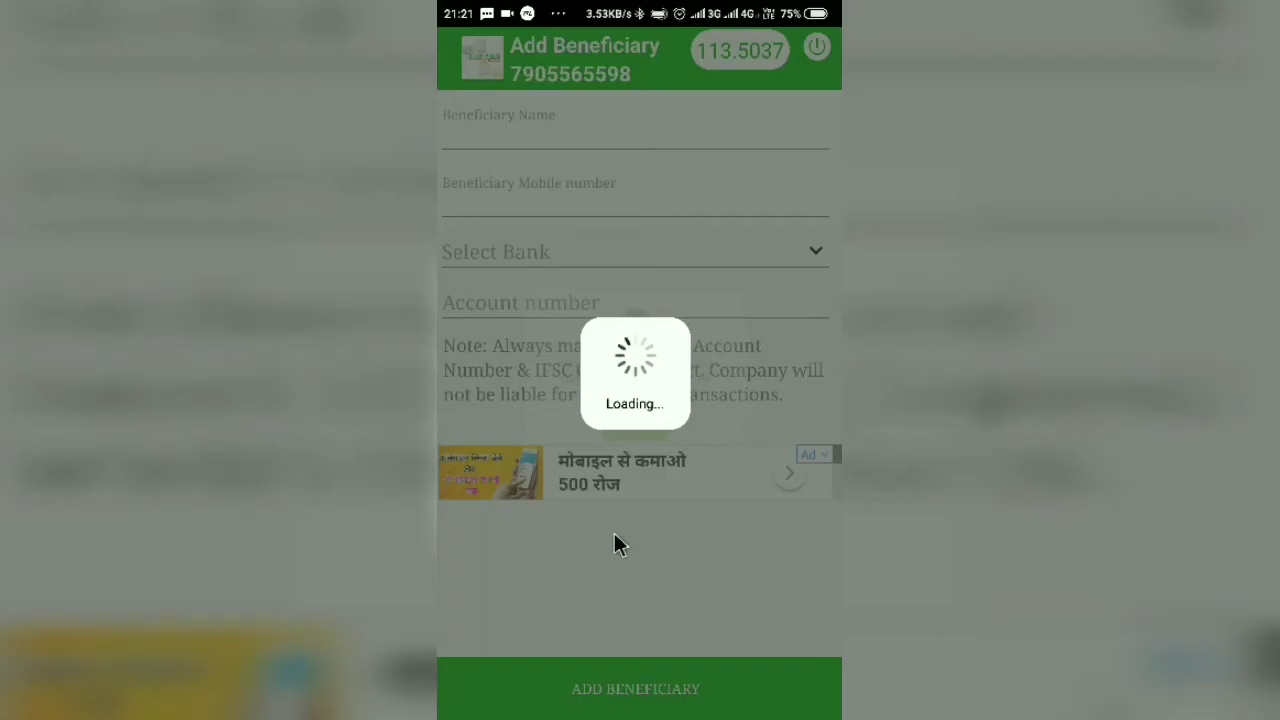 21:21 ... 3.53KB/s 3G 4G VoLTE 75%
Add Beneficiary
113.5037
7905565598
Beneficiary Name
Beneficiary Mobile number
Select Bank
Account number
Note: Always Account
Number & IFSC Company will
not be liable for
Loading...
Ad
मोबाइल से कमाओ
500 रोज
ADD BENEFICIARY